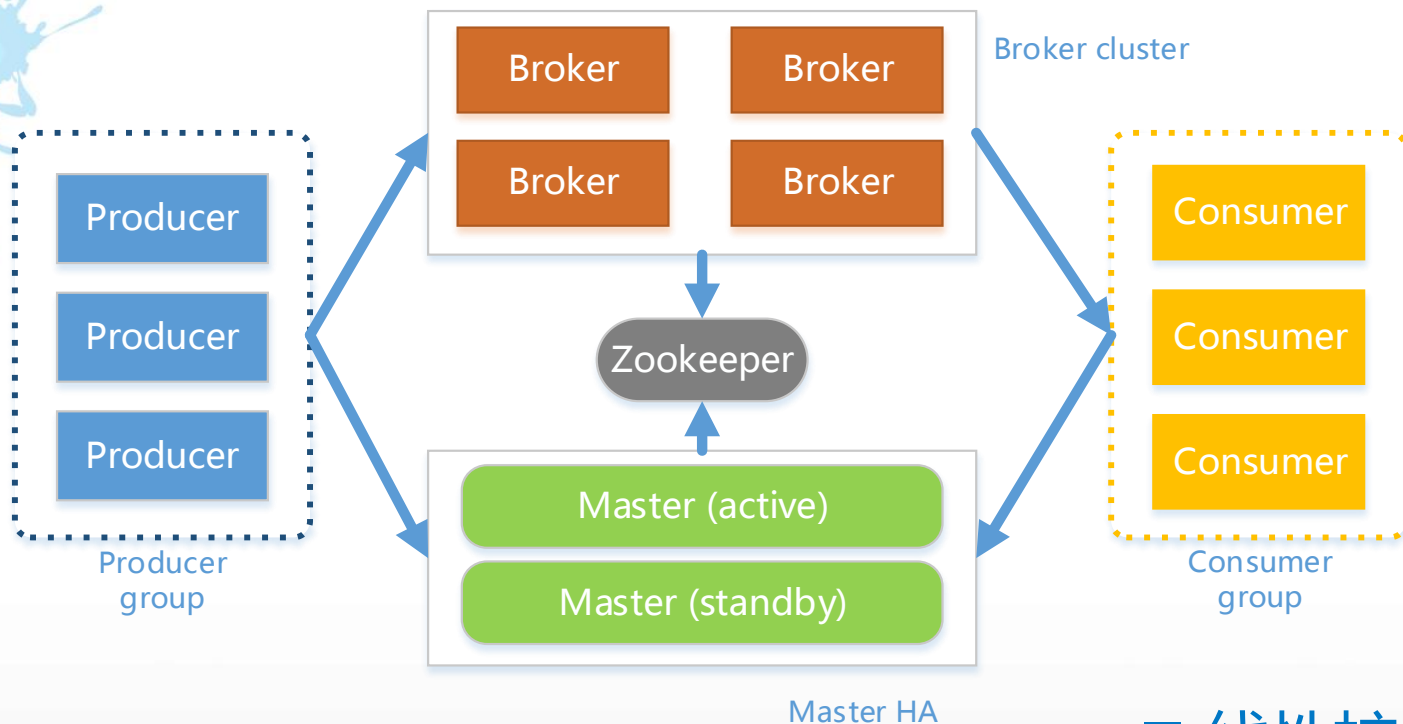 Broker
Broker
Broker cluster
Broker
Broker
Producer
Producer
Producer
Producer
group
Zookeeper
Consumer
Consumer
Consumer
Consumer
group
Master (active)
Master (standby)
Master HA